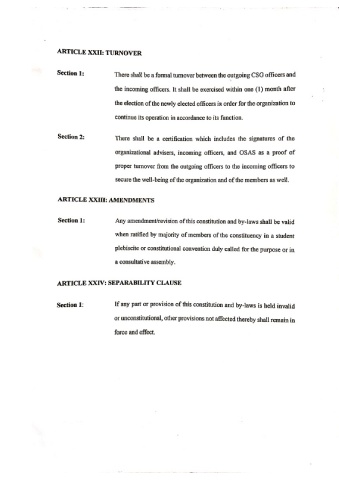 ARTICLE XXII: TURNOVER
Section 1: There shall be a formal turnover between the outgoing CSG officers and
the incoming officers. It shall be exercised within one (1) month after
the election of the newly elected officers in order for the organization to
continue its operation in accordance to its function.
Section 2: There shall be a certification which includes the signatures of the
organizational advisers, incoming officers, and OSAS as a proof of
proper turnover from the outgoing officers to the incoming officers to
secure the well-being of the organization and of the members as well.
ARTICLE XXIII: AMENDMENTS
Section 1: Any amendment/revision of this constitution and by-laws shall be valid
when ratified by majority of members of the constituency in a student
plebiscite or constitutional convention duly called for the purpose or in
a consultative assembly.
ARTICLE XXIV: SEPARABILITY CLAUSE
Section 1: If any part or provision of this constitution and by-laws is held invalid
or unconstitutional, other provisions not affected thereby shall remain in
force and effect.